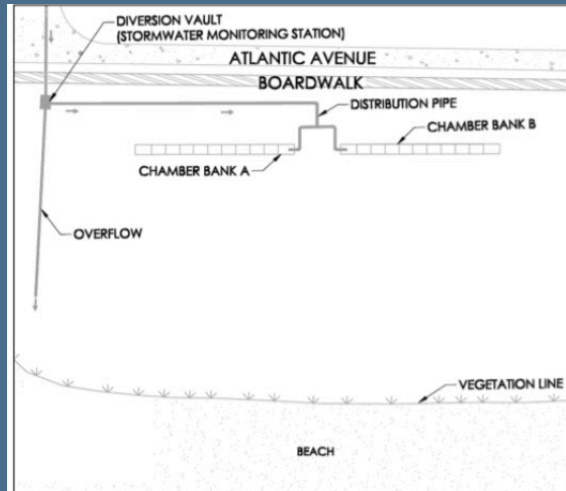 DIVERSION VAULT
(STORMWATER MONITORING STATION)
ATLANTIC AVENUE
BOARDWALK
DISTRIBUTION PIPE
CHAMBER BANK B
CHAMBER BANK A
OVERFLOW
VEGETATION LINE
BEACH